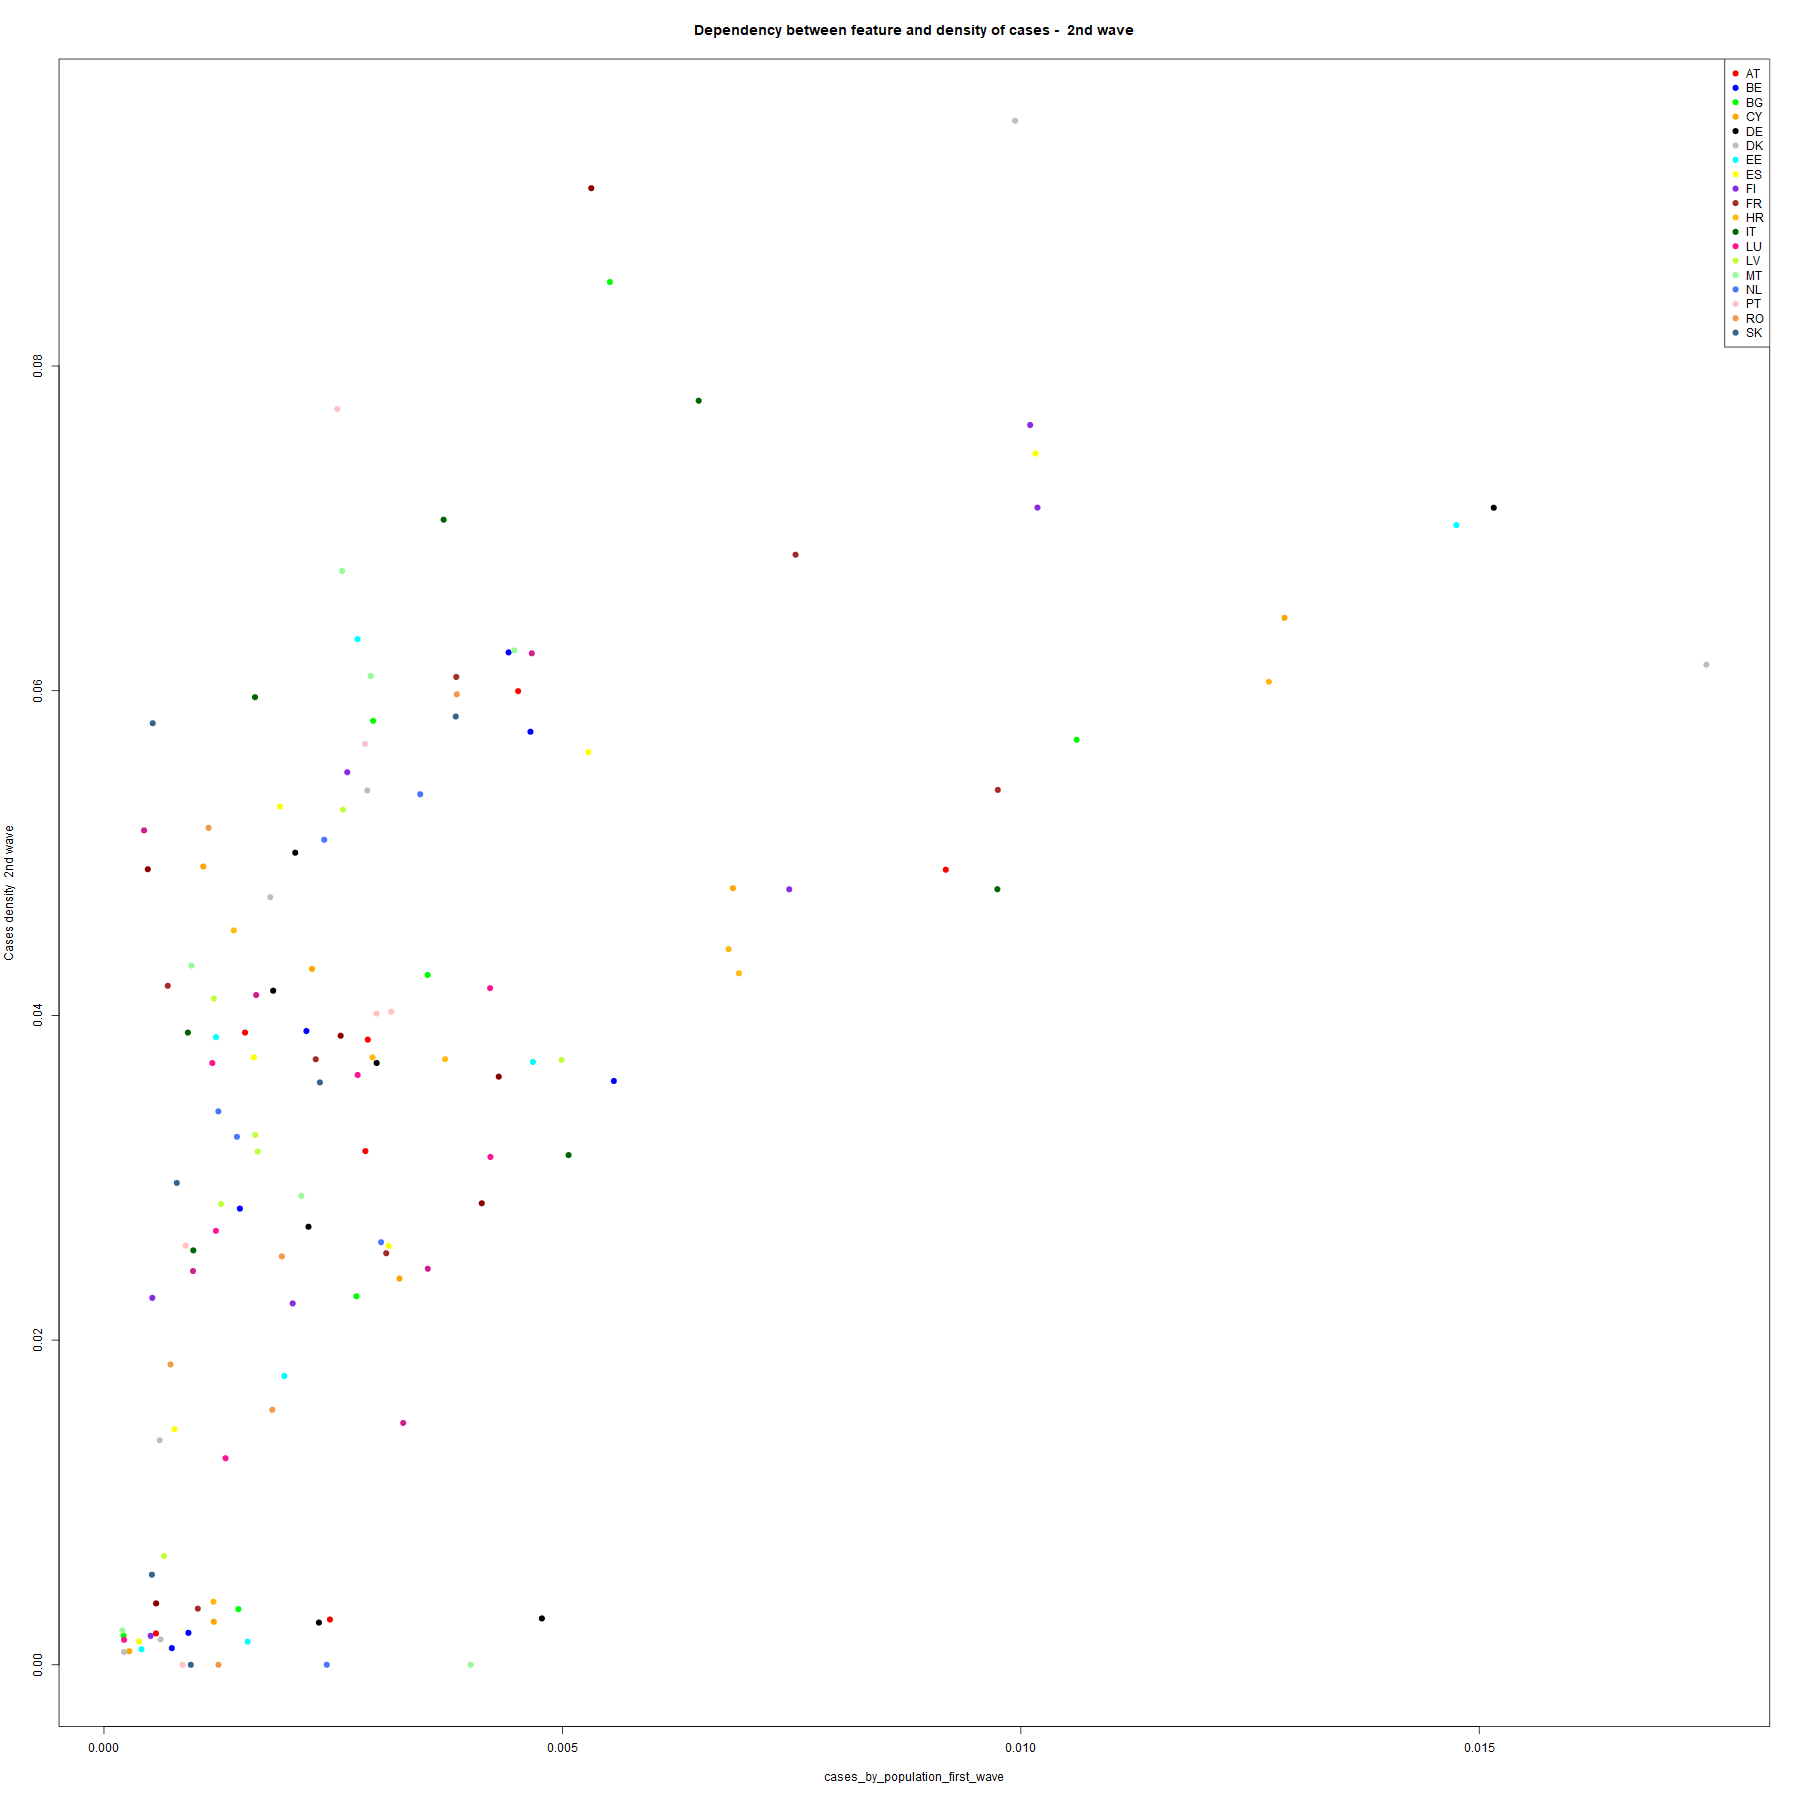 Dependency between feature and density of cases -  2nd wave
AT
BE
BG
CY
DE
DK
EE
ES
FI
FR
HR
IT
LU
LV
MT
NL
PT
RO
SK
Cases density  2nd wave
0.08
0.06
0.04
0.02
0.00
0.000
0.005
0.010
0.015
cases_by_population_first_wave